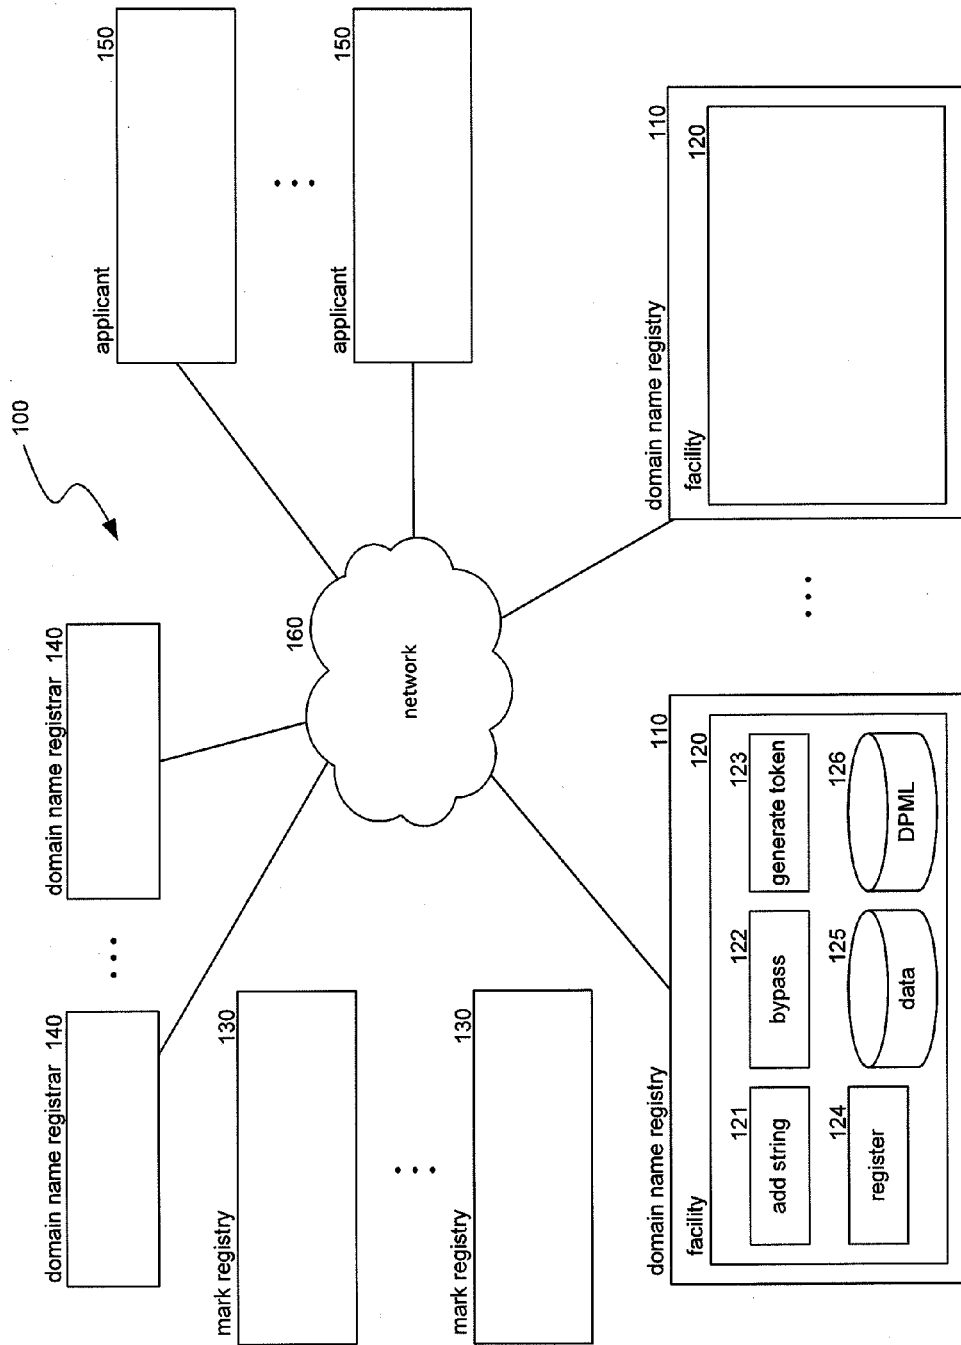 100
domain name registrar 140
domain name registrar 140
mark registry 130
mark registry 130
applicant 150
applicant 150
160
network
domain name registry 110
facility 120
add string 121
bypass 122
generate token 123
register 124
data 125
DPML 126
domain name registry 110
facility 120